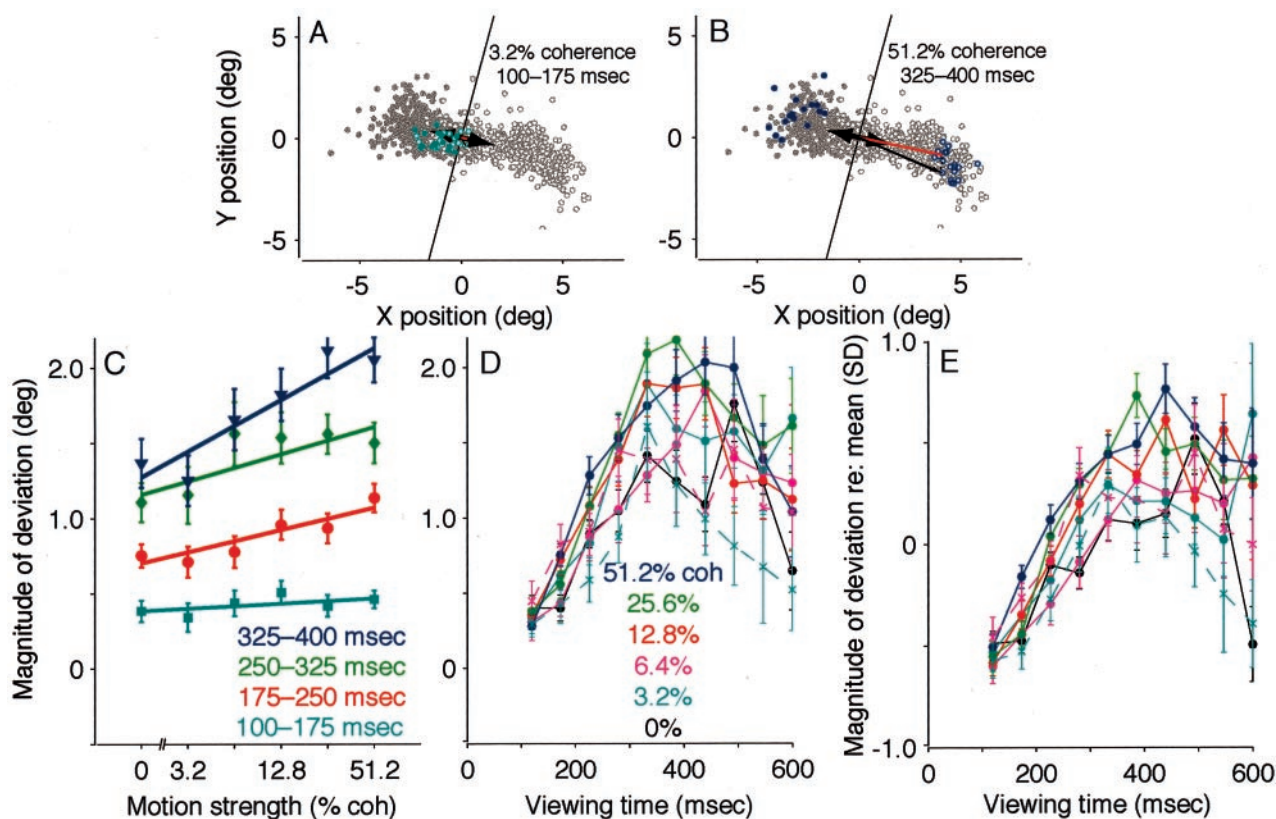 A
3.2% coherence
100–175 msec
Y position (deg)
5
0
-5
-5
0
5
X position (deg)
B
51.2% coherence
325–400 msec
5
0
-5
-5
0
5
X position (deg)
C
Magnitude of deviation (deg)
2.0
1.0
0
325–400 msec
250–325 msec
175–250 msec
100–175 msec
0
3.2
12.8
51.2
Motion strength (% coh)
D
2.0
1.0
0
51.2% coh
25.6%
12.8%
6.4%
3.2%
0%
0
200
400
600
Viewing time (msec)
E
Magnitude of deviation re: mean (SD)
1.0
0
-1.0
0
200
400
600
Viewing time (msec)